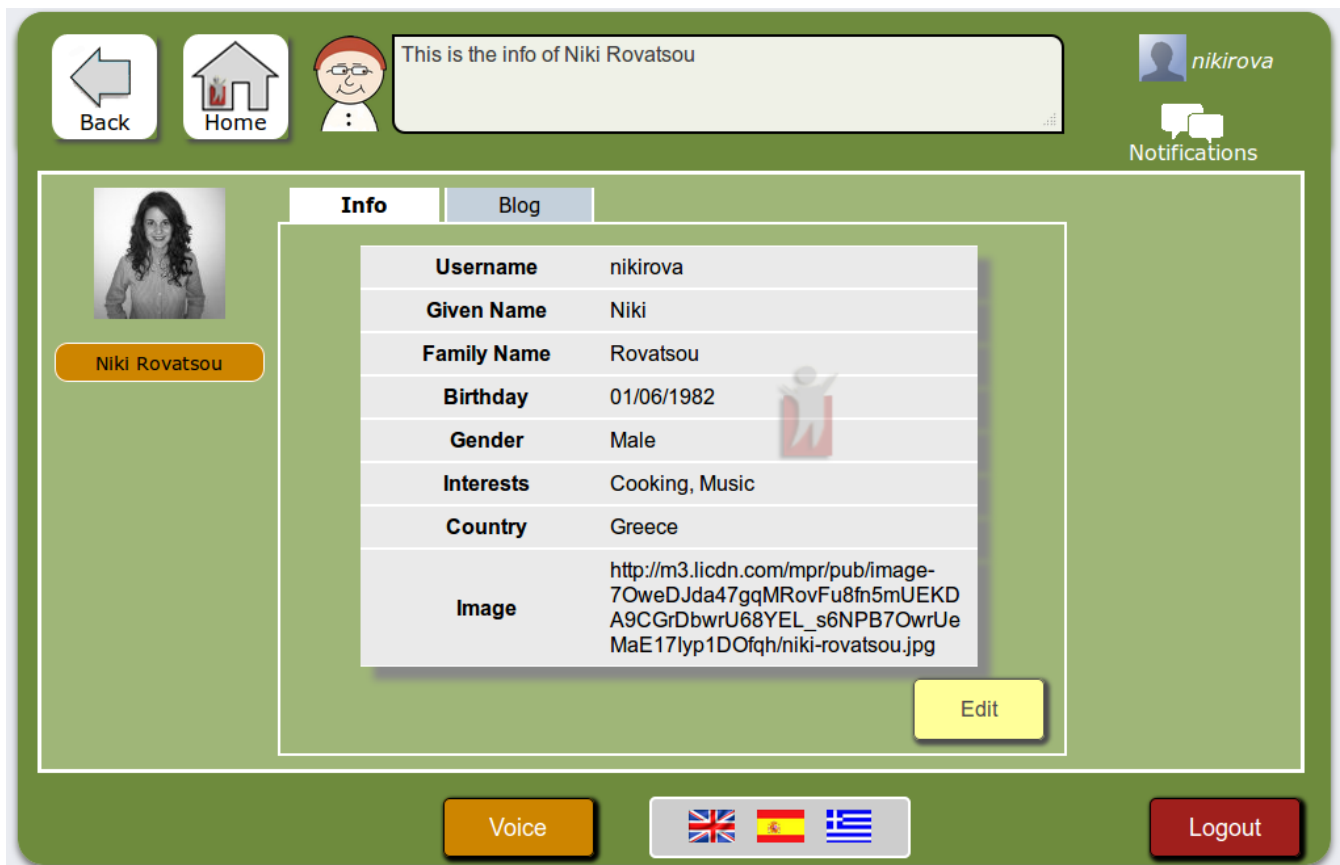 Back
Home
This is the info of Niki Rovatsou
nikirova
Notifications
Niki Rovatsou
Info
Blog
Username nikirova
Given Name Niki
Family Name Rovatsou
Birthday 01/06/1982
Gender Male
Interests Cooking, Music
Country Greece
Image
http://m3.licdn.com/mpr/pub/image-
7OweDJda47gqMRovFu8fn5mUEKD
A9CGrDbwrU68YEL_s6NPB7OwrUe
MaE17lyp1DOfqh/niki-rovatsou.jpg
Edit
Voice
Logout